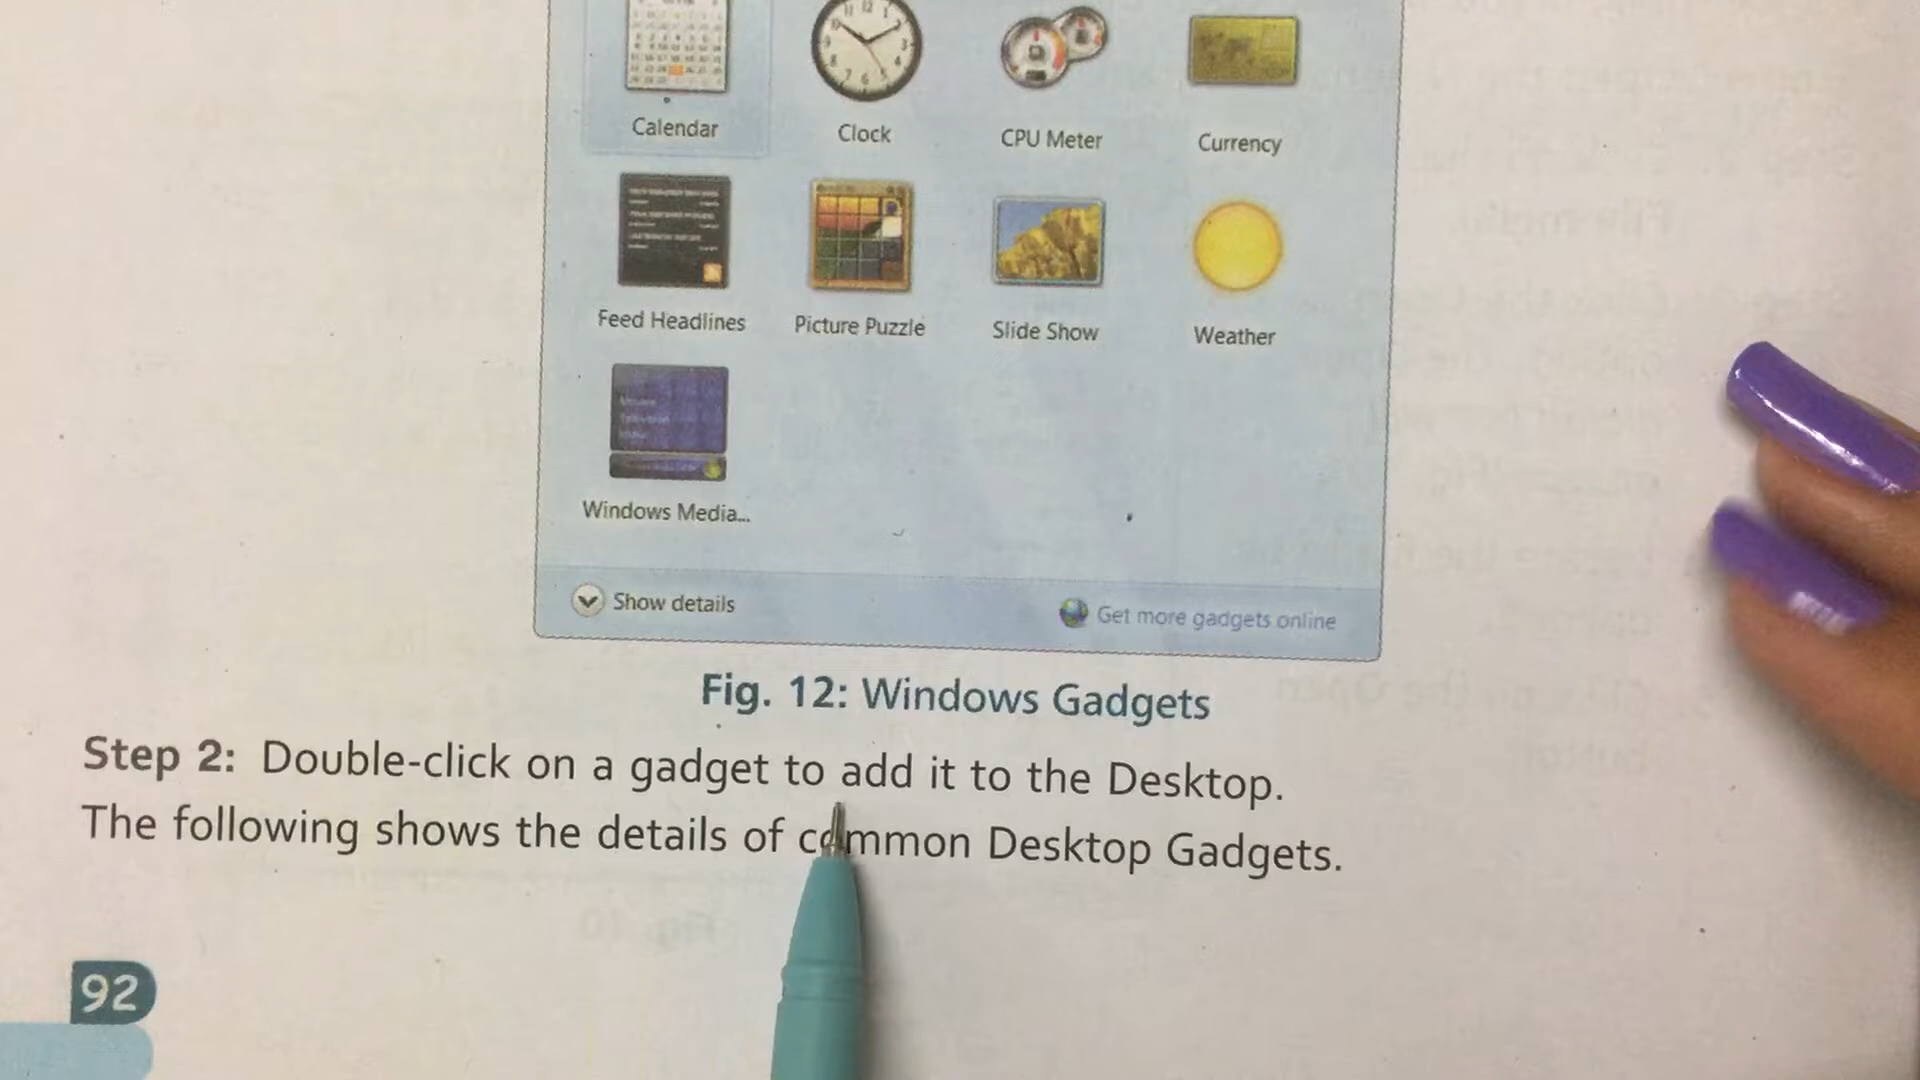 Calendar Clock CPU Meter Currency
Feed Headlines Picture Puzzle Slide Show Weather
Windows Media...
Show details Get more gadgets online
Fig. 12: Windows Gadgets
Step 2: Double-click on a gadget to add it to the Desktop.
The following shows the details of common Desktop Gadgets.
92